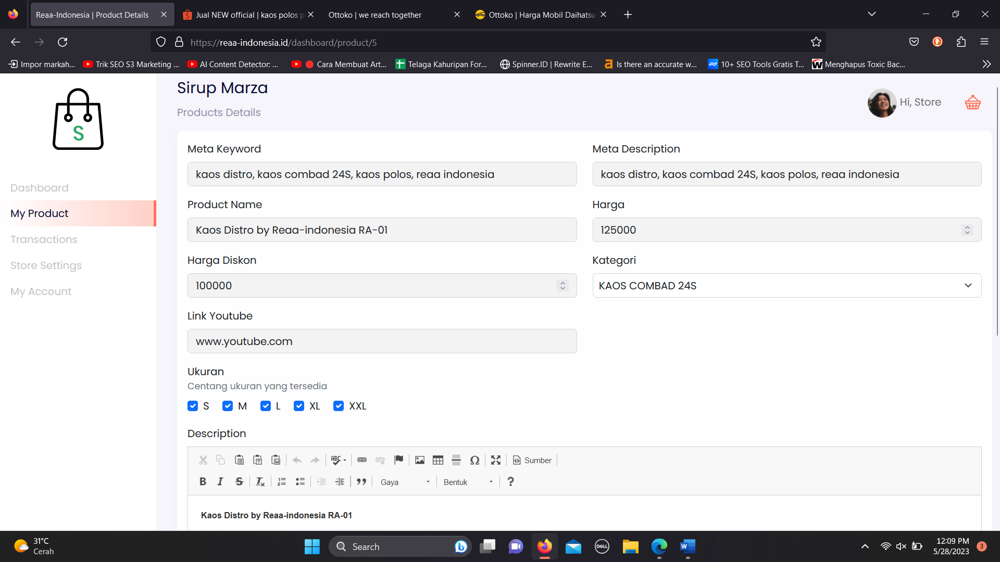 Reaa-Indonesia | Product Details
Jual NEW official | kaos polos p
Ottoko | we reach together
Ottoko | Harga Mobil Daihatsu
https://reaa-indonesia.id/dashboard/product/5
Impor markah...
Trik SEO S3 Marketing ...
AI Content Detector: ...
Cara Membuat Art...
Telaga Kahuripan For...
Spinner.ID | Rewrite E...
Is there an accurate w...
10+ SEO Tools Gratis T...
Menghapus Toxic Bac...
S
Dashboard
My Product
Transactions
Store Settings
My Account
Sirup Marza
Products Details
Hi, Store
Meta Keyword
kaos distro, kaos combad 24S, kaos polos, reaa indonesia
Meta Description
kaos distro, kaos combad 24S, kaos polos, reaa indonesia
Product Name
Kaos Distro by Reaa-indonesia RA-01
Harga
125000
Harga Diskon
100000
Kategori
KAOS COMBAD 24S
Link Youtube
www.youtube.com
Ukuran
Centang ukuran yang tersedia
S M L XL XXL
Description
Sumber
Gaya
Bentuk
Kaos Distro by Reaa-indonesia RA-01
31°C
Cerah
Search
DELL
12:09 PM
5/28/2023
3